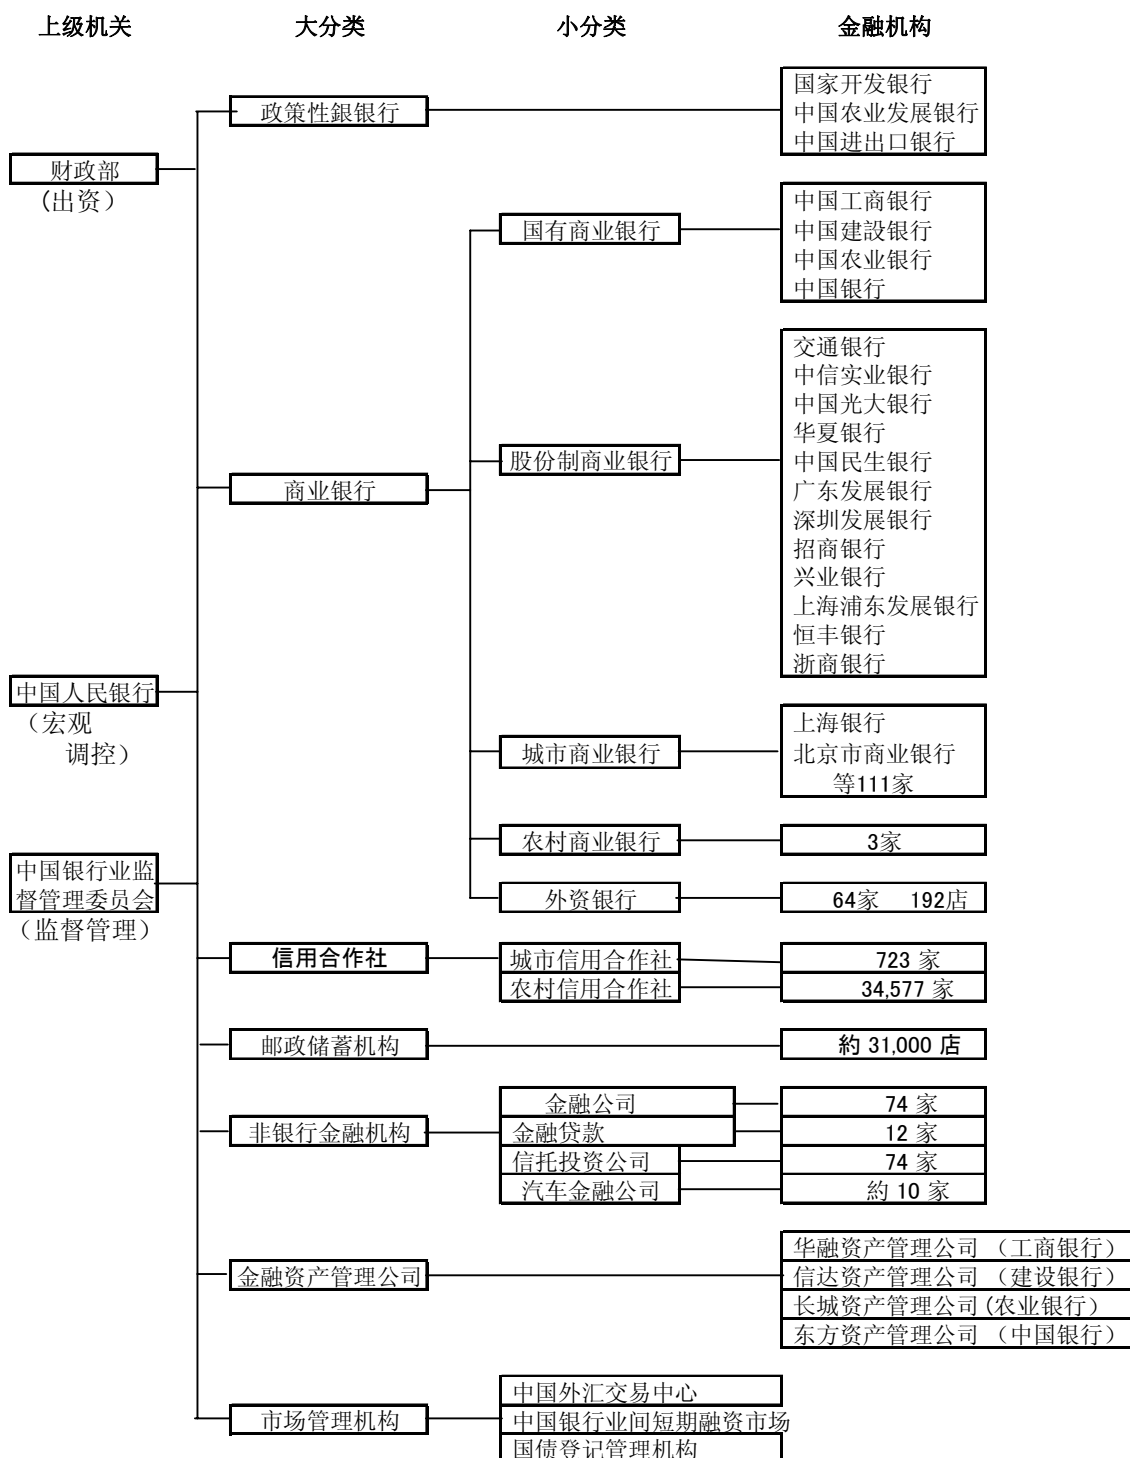 上级机关 大分类 小分类 金融机构
国家开发银行
政策性銀银行 中国农业发展银行
中国进出口银行
财政部
(出资）
中国工商银行
国有商业银行 中国建設银行
中国农业银行
中国银行
交通银行
中信实业银行
中国光大银行
华夏银行
股份制商业银行 中国民生银行
商业银行 广东发展银行
深圳发展银行
招商银行
兴业银行
上海浦东发展银行
恒丰银行
浙商银行
中国人民银行
（宏观
调控）
上海银行
城市商业银行 北京市商业银行
等111家
农村商业银行 3家
中国银行业监
督管理委员会
（监督管理）
外资银行 64家 192店
信用合作社 城市信用合作社 723 家
农村信用合作社 34,577 家
邮政储蓄机构 約 31,000 店
金融公司 74 家
非银行金融机构 金融贷款 12 家
信托投资公司 74 家
汽车金融公司 約 10 家
华融资产管理公司 （工商银行）
金融资产管理公司 信达资产管理公司 （建设银行）
长城资产管理公司(农业银行）
东方资产管理公司 （中国银行）
中国外汇交易中心
市场管理机构 中国银行业间短期融资市场
国债登记管理机构